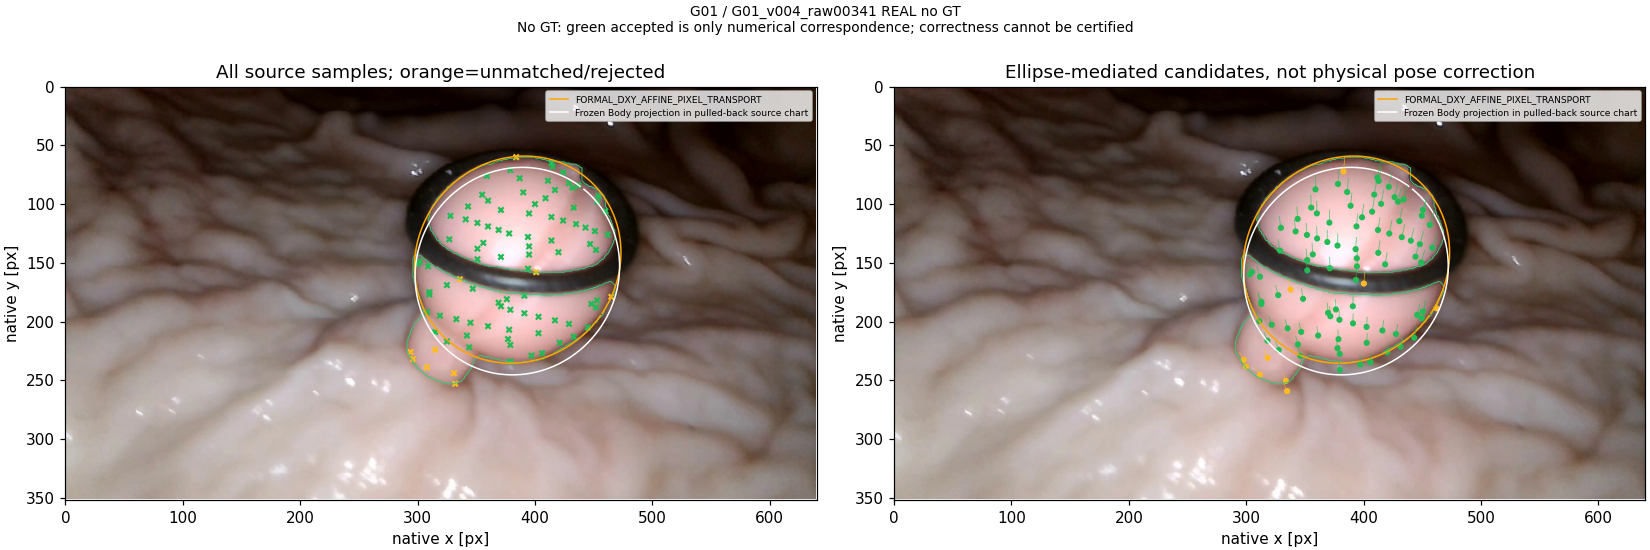 G01 / G01_v004_raw00341 REAL no GT
No GT: green accepted is only numerical correspondence; correctness cannot be certified
All source samples; orange=unmatched/rejected
FORMAL_DXY_AFFINE_PIXEL_TRANSPORT
Frozen Body projection in pulled-back source chart
native y [px]
0
50
100
150
200
250
300
350
0 100 200 300 400 500 600
native x [px]
Ellipse-mediated candidates, not physical pose correction
FORMAL_DXY_AFFINE_PIXEL_TRANSPORT
Frozen Body projection in pulled-back source chart
native y [px]
0
50
100
150
200
250
300
350
0 100 200 300 400 500 600
native x [px]